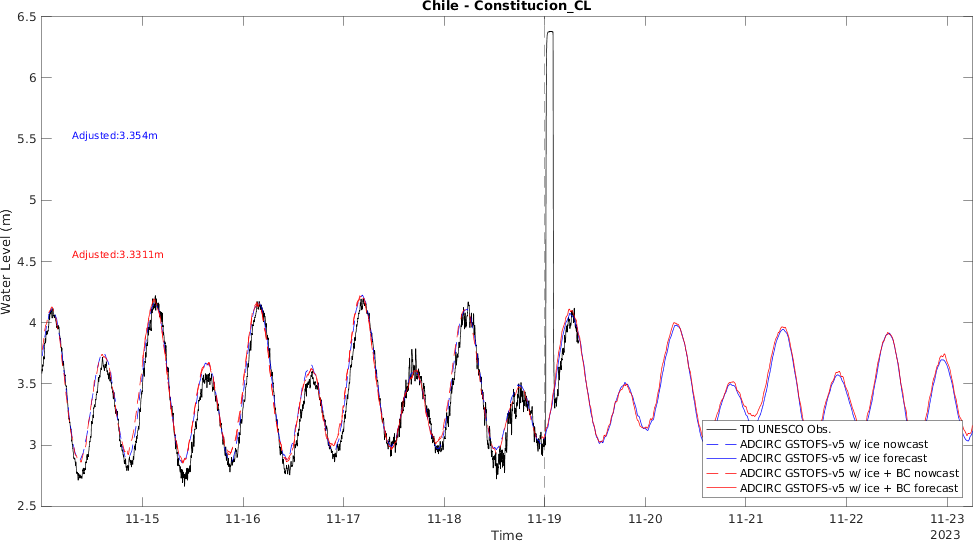 Chile - Constitucion_CL
6.5
6
5.5
5
4.5
4
3.5
3
2.5
Water Level (m)
Adjusted:3.354m
Adjusted:3.3311m
TD UNESCO Obs.
ADCIRC GSTOFS-v5 w/ ice nowcast
ADCIRC GSTOFS-v5 w/ ice forecast
ADCIRC GSTOFS-v5 w/ ice + BC nowcast
ADCIRC GSTOFS-v5 w/ ice + BC forecast
11-15
11-16
11-17
11-18
11-19
11-20
11-21
11-22
11-23
2023
Time